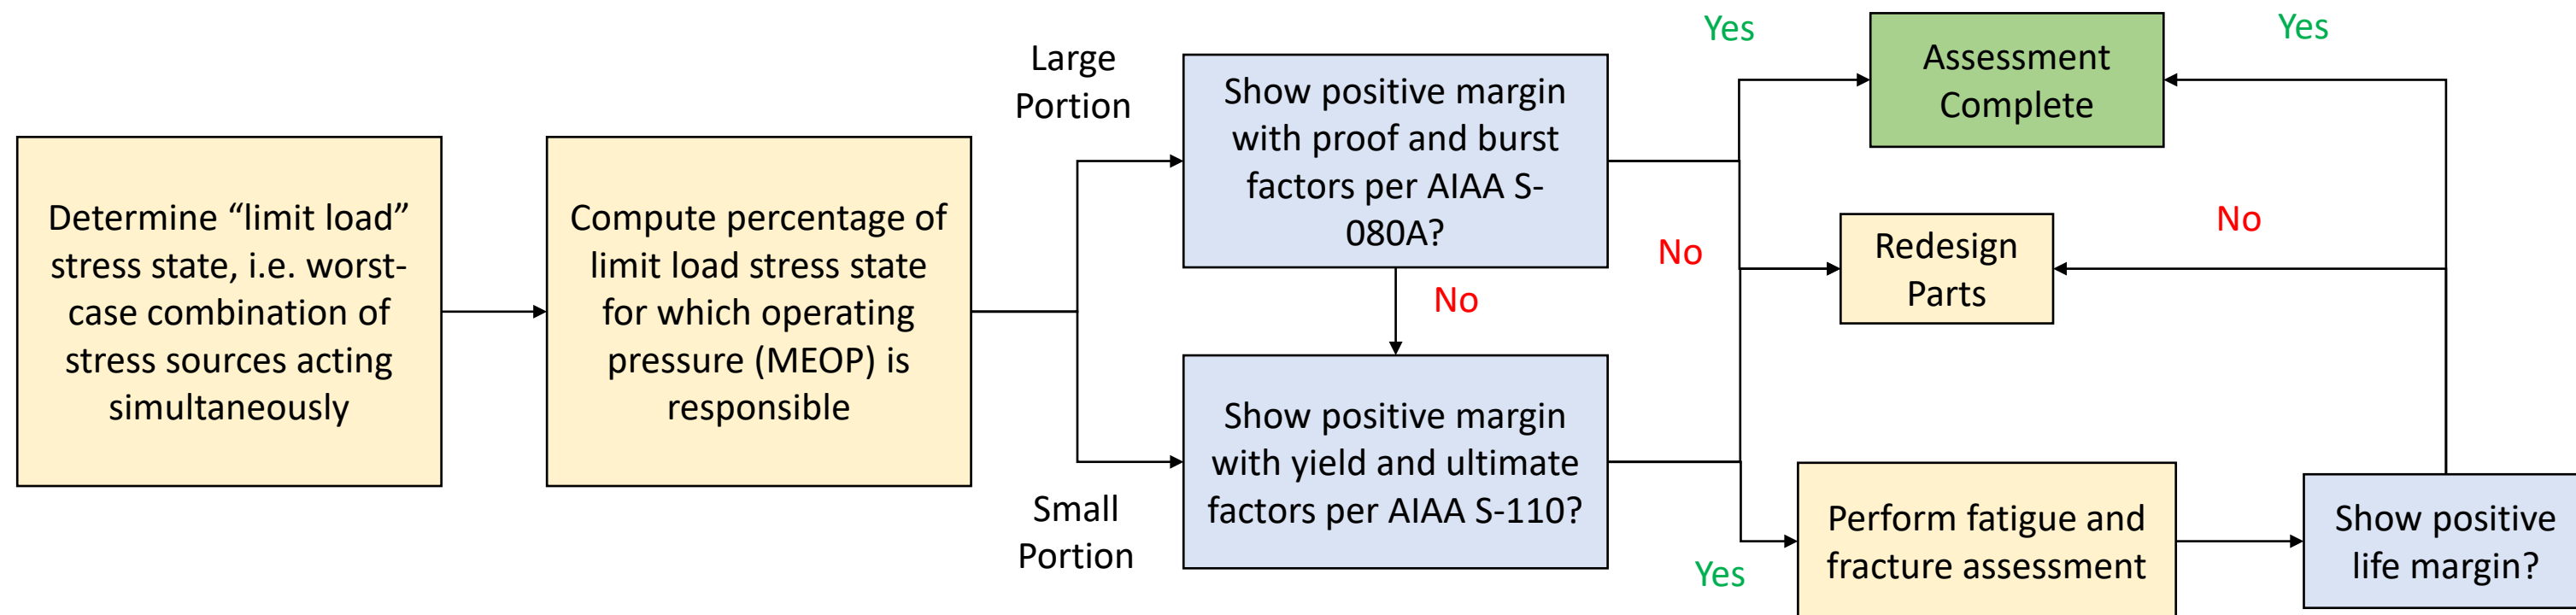 Determine “limit load”
stress state, i.e. worst-
case combination of
stress sources acting
simultaneously
Compute percentage of
limit load stress state
for which operating
pressure (MEOP) is
responsible
Large
Portion
Small
Portion
Show positive margin
with proof and burst
factors per AIAA S-
080A?
No
Show positive margin
with yield and ultimate
factors per AIAA S-110?
Yes
No
Yes
Assessment
Complete
Redesign
Parts
Perform fatigue and
fracture assessment
Yes
No
Show positive
life margin?